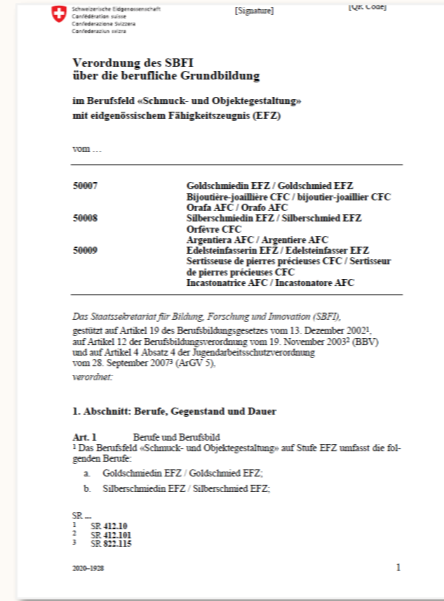 Schweizerische Eidgenossenschaft
Confédération suisse
Confederazione Svizzera
Confederaziun svizra
[Signature]
[QR Code]
Verordnung des SBFI
über die berufliche Grundbildung
im Berufsfeld «Schmuck- und Objektegestaltung»
mit eidgenössischem Fähigkeitszeugnis (EFZ)
vom …
50007 Goldschmiedin EFZ / Goldschmied EFZ
Bijoutière-joaillière CFC / bijoutier-joaillier CFC
Orafa AFC / Orafo AFC
50008 Silberschmiedin EFZ / Silberschmied EFZ
Orfèvre CFC
Argentiera AFC / Argentiere AFC
50009 Edelsteinfasserin EFZ / Edelsteinfasser EFZ
Sertisseuse de pierres précieuses CFC / Sertisseur
de pierres précieuses CFC
Incastonatrice AFC / Incastonatore AFC
Das Staatssekretariat für Bildung, Forschung und Innovation (SBFI),
gestützt auf Artikel 19 des Berufsbildungsgesetzes vom 13. Dezember 2002¹,
auf Artikel 12 der Berufsbildungsverordnung vom 19. November 2003² (BBV)
und auf Artikel 4 Absatz 4 der Jugendarbeitsschutzverordnung
vom 28. September 2007³ (ArGV 5),
verordnet:
1. Abschnitt: Berufe, Gegenstand und Dauer
Art. 1 Berufe und Berufsbild
¹ Das Berufsfeld «Schmuck- und Objektegestaltung» auf Stufe EFZ umfasst die fol-
genden Berufe:
a. Goldschmiedin EFZ / Goldschmied EFZ;
b. Silberschmiedin EFZ / Silberschmied EFZ;
SR ...
1 SR 412.10
2 SR 412.101
3 SR 822.115
2020–1928
1